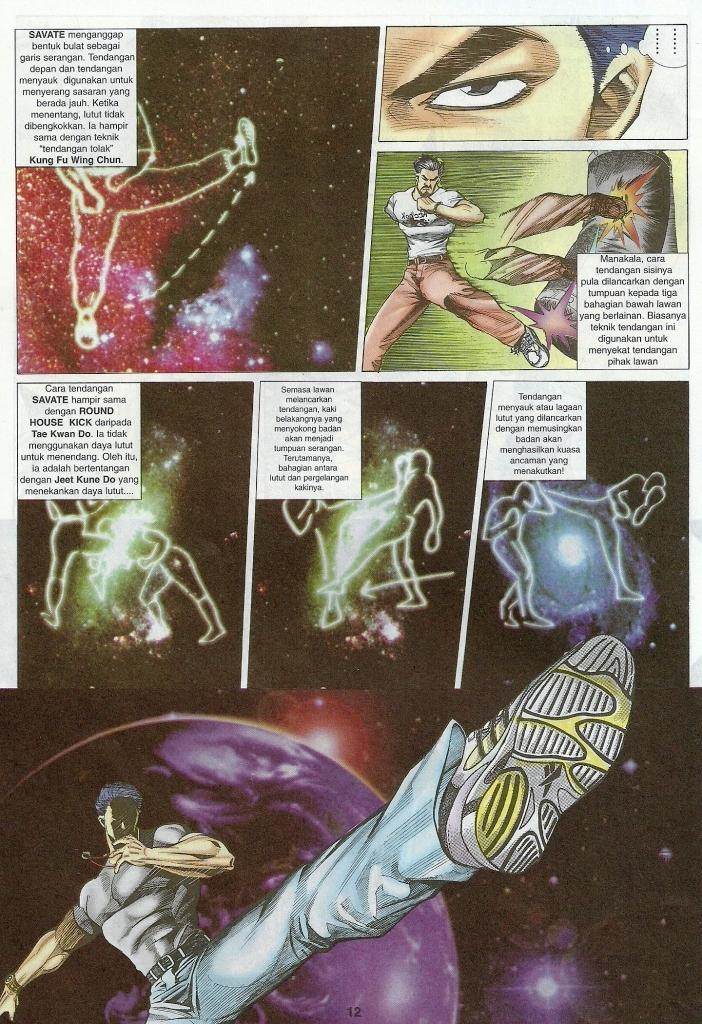 SAVATE menganggap
bentuk bulat sebagai
garis serangan. Tendangan
depan dan tendangan
menyauk digunakan untuk
menyerang sasaran yang
berada jauh. Ketika
menentang, lutut tidak
dibengkokkan. Ia hampir
sama dengan teknik
"tendangan tolak"
Kung Fu Wing Chun.
Manakala, cara
tendangan sisinya
pula dilancarkan dengan
tumpuan kepada tiga
bahagian bawah lawan
yang berlainan. Biasanya
teknik tendangan ini
digunakan untuk
menyekat tendangan
pihak lawan
Cara tendangan
SAVATE hampir sama
dengan ROUND
HOUSE KICK daripada
Tae Kwan Do. Ia tidak
menggunakan daya lutut
untuk menendang. Oleh itu,
ia adalah bertentangan
dengan Jeet Kune Do yang
menekankan daya lutut....
Semasa lawan
melancarkan
tendangan, kaki
belakangnya yang
menyokong badan
akan menjadi
tumpuan serangan.
Terutamanya,
bahagian antara
lutut dan pergelangan
kakinya.
Tendangan
menyauk atau lagaan
lutut yang dilancarkan
dengan memusingkan
badan akan
menghasilkan kuasa
ancaman yang
menakutkan!
12